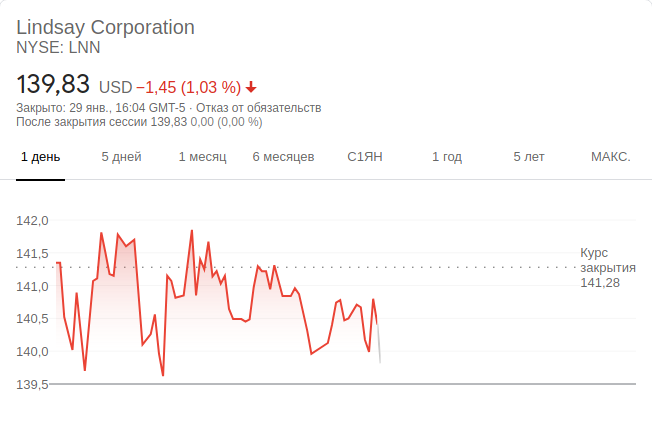 Lindsay Corporation
NYSE: LNN
139,83 USD −1,45 (1,03 %)
Закрыто: 29 янв., 16:04 GMT-5 · Отказ от обязательств
После закрытия сессии 139,83 0,00 (0,00 %)
1 день 5 дней 1 месяц 6 месяцев С1ЯН 1 год 5 лет МАКС.
142,0
141,5
141,0
140,5
140,0
139,5
Курс
закрытия
141,28